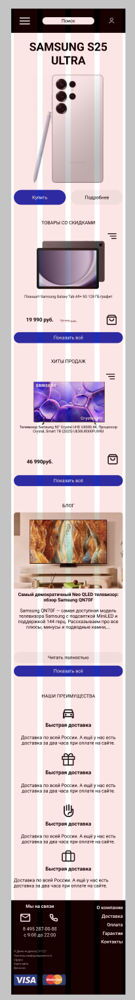 Поиск
SAMSUNG S25
ULTRA
Купить
Подробнее
ТОВАРЫ СО СКИДКАМИ
Планшет Samsung Galaxy Tab A9+ 5G 128 ГБ графит
19 990 руб.
Показать всё
ХИТЫ ПРОДАЖ
SAMSUNG
Crystal UHD
Телевизор Samsung 50" Crystal UHD U8000 4K, Процессор
Crystal, Smart TB (2025) UE50U8000FUXRU
46 990руб.
Показать всё
БЛОГ
Самый демократичный Neo QLED телевизор:
обзор Samsung QN70F
Samsung QN70F — самая доступная модель
телевизора Samsung с подсветкой MiniLED и
поддержкой 144 герц. Рассказываем про все
плюсы, минусы и подводные камни,...
Читать полностью
Показать всё
НАШИ ПРЕИМУЩЕСТВА
Быстрая доставка
Доставка по всей России. А ещё у нас есть
доставка за два часа при оплате на сайте.
Быстрая доставка
Доставка по всей России. А ещё у нас есть
доставка за два часа при оплате на сайте.
Быстрая доставка
Доставка по всей России. А ещё у нас есть
доставка за два часа при оплате на сайте.
Быстрая доставка
Доставка по всей России. А ещё у нас есть
доставка за два часа при оплате на сайте.
Мы на связи
8 495 287-00-88
с 9:00 до 22:00
О компании
Доставка
Оплата
Гарантии
Контакты
Политика конфиденциальности
Оферта
Карта сайта
Вакансии
VISA
MasterCard